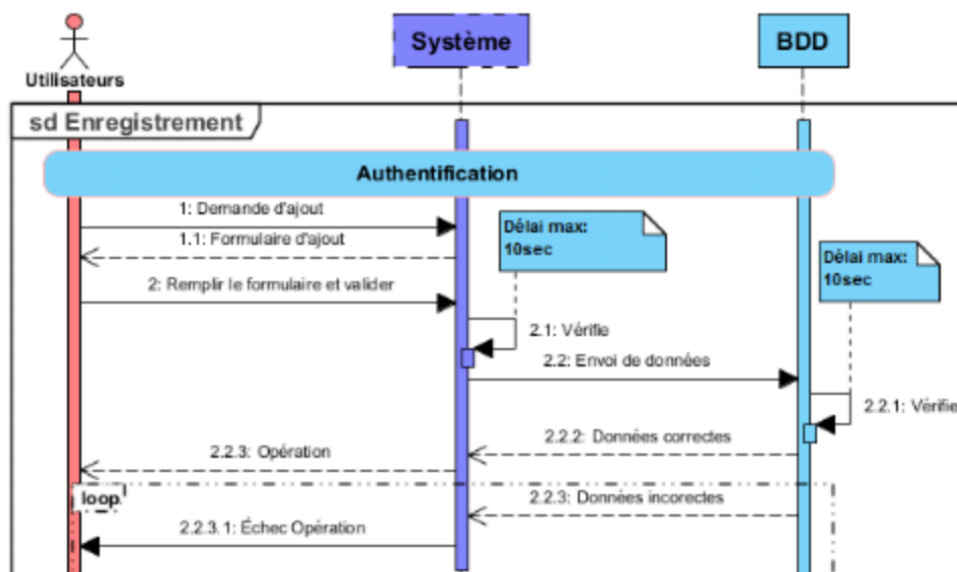 Système
BDD
Utilisateurs
sd Enregistrement
Authentification
1: Demande d'ajout
Délai max:
10sec
1.1: Formulaire d'ajout
Délai max:
10sec
2: Remplir le formulaire et valider
2.1: Vérifie
2.2: Envoi de données
2.2.1: Vérifie
2.2.2: Données correctes
2.2.3: Opération
loop
2.2.3: Données incorectes
2.2.3.1: Échec Opération